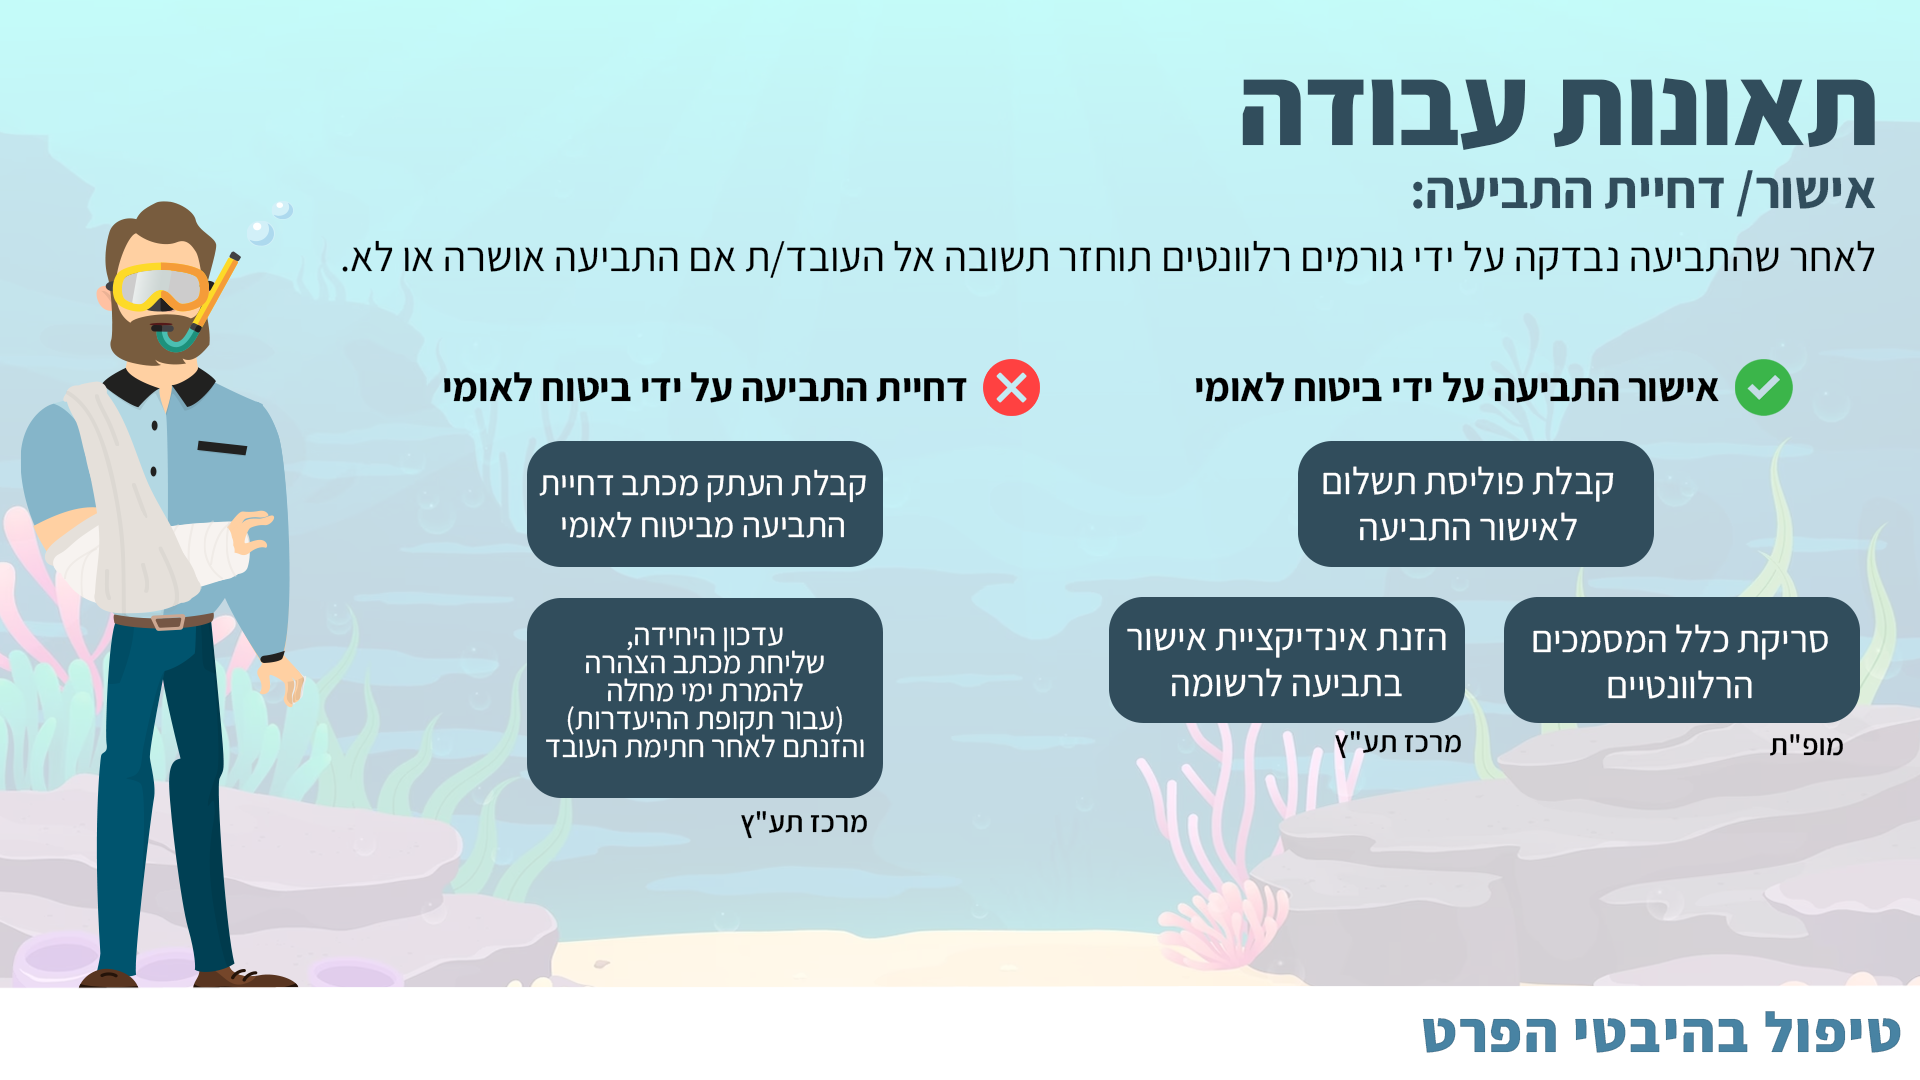 תאונות עבודה
אישור/ דחיית התביעה:
לאחר שהתביעה נבדקה על ידי גורמים רלוונטים תוחזר תשובה אל העובד/ת אם התביעה אושרה או לא.
אישור התביעה על ידי ביטוח לאומי
קבלת פוליסת תשלום
לאישור התביעה
סריקת כלל המסמכים
הרלוונטיים
מופ"ת
הזנת אינדיקציית אישור
בתביעה לרשומה
מרכז תע"ץ
דחיית התביעה על ידי ביטוח לאומי
קבלת העתק מכתב דחיית
התביעה מביטוח לאומי
עדכון היחידה,
שליחת מכתב הצהרה
להמרת ימי מחלה
(עבור תקופת ההיעדרות)
והזנתם לאחר חתימת העובד
מרכז תע"ץ
טיפול בהיבטי הפרט